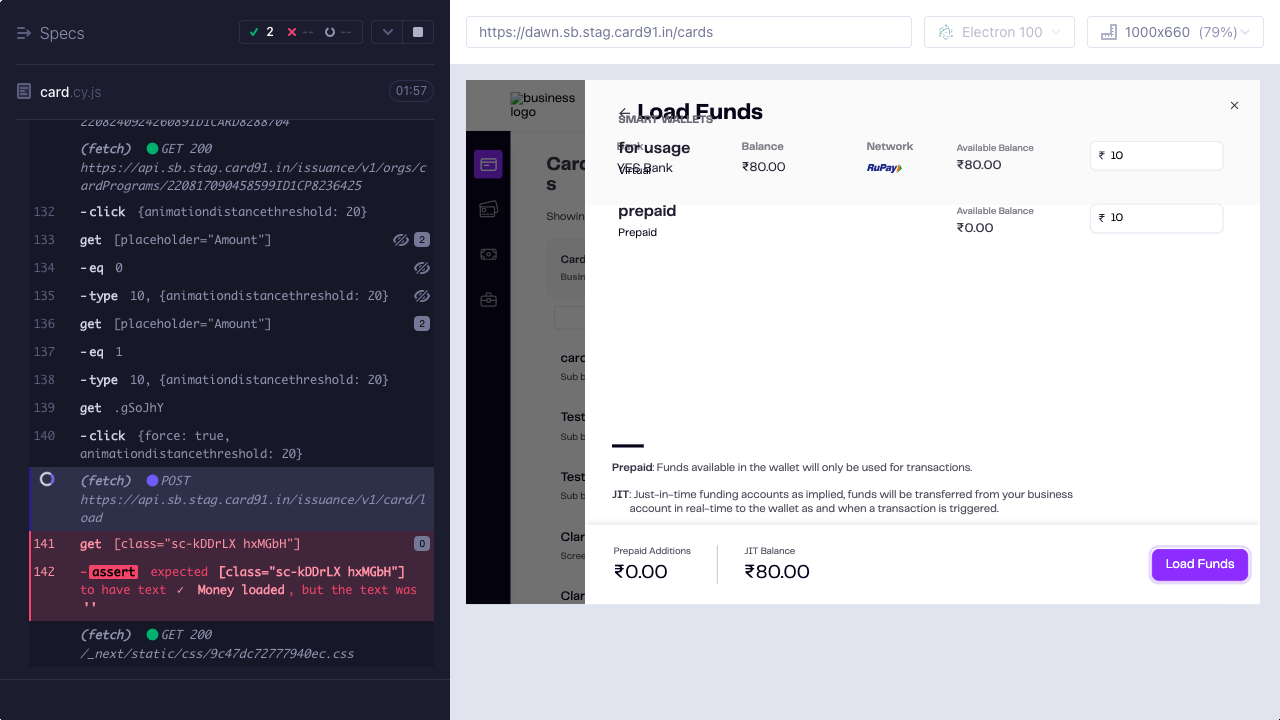 Specs
2
--
--
card.cy.js
01:57
220824092426089ID1CARD8288704
(fetch) GET 200
https://api.sb.stag.card91.in/issuance/v1/orgs/c
ardPrograms/220817090458599ID1CP8236425
132 -click {animationdistancethreshold: 20}
133 get [placeholder="Amount"] 2
134 -eq 0
135 -type 10, {animationdistancethreshold: 20}
136 get [placeholder="Amount"] 2
137 -eq 1
138 -type 10, {animationdistancethreshold: 20}
139 get .gSoJhY
140 -click {force: true,
animationdistancethreshold: 20}
(fetch) POST
https://api.sb.stag.card91.in/issuance/v1/card/l
oad
141 get [class="sc-kDDrLX hxMGbH"] 0
142 -assert expected [class="sc-kDDrLX hxMGbH"]
to have text ✓ Money loaded, but the text was
''
(fetch) GET 200
/_next/static/css/9c47dc72777940ec.css
https://dawn.sb.stag.card91.in/cards
Electron 100
1000x660 (79%)
business
logo
Card
s
Showin
Card
Busin
card
Sub b
Test
Sub b
Test
Sub b
Clar
Scree
Clar
← Load Funds
SMART WALLETS
Bank
for usage
YES Bank
Virtual
Balance
₹80.00
Network
RuPay
Available Balance
₹80.00
₹ 10
prepaid
Prepaid
Available Balance
₹0.00
₹ 10
Prepaid: Funds available in the wallet will only be used for transactions.
JIT: Just-in-time funding accounts as implied, funds will be transferred from your business
account in real-time to the wallet as and when a transaction is triggered.
Prepaid Additions
₹0.00
JIT Balance
₹80.00
Load Funds